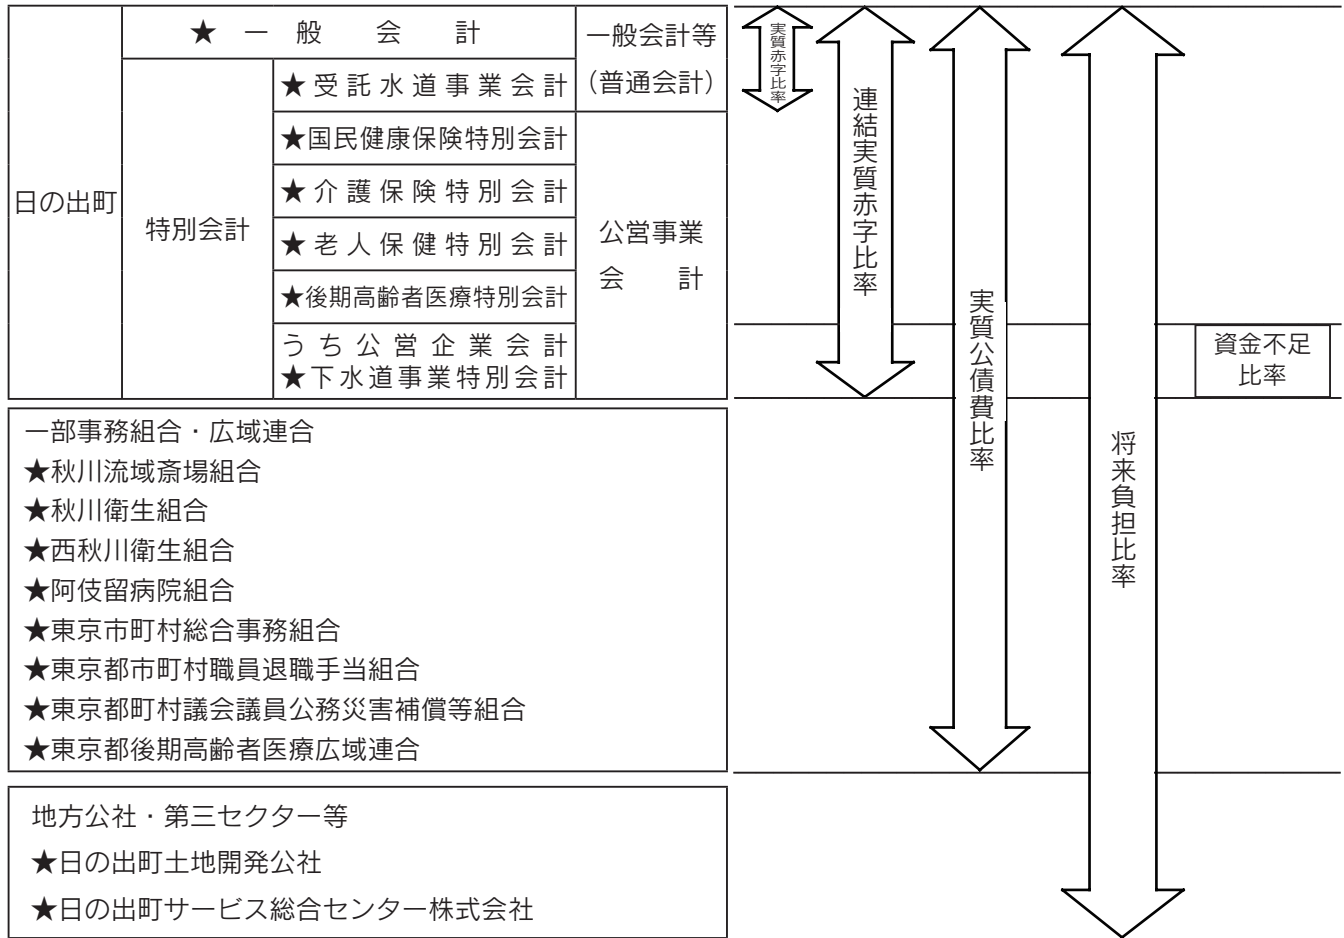 日の出町
★一般会計
一般会計等
(普通会計)
特別会計
★受託水道事業会計
★国民健康保険特別会計
★介護保険特別会計
★老人保健特別会計
★後期高齢者医療特別会計
うち公営企業会計
★下水道事業特別会計
公営事業
会計
実質赤字比率
連結実質赤字比率
実質公債費比率
将来負担比率
資金不足
比率
一部事務組合・広域連合
★秋川流域斎場組合
★秋川衛生組合
★西秋川衛生組合
★阿伎留病院組合
★東京市町村総合事務組合
★東京都市町村職員退職手当組合
★東京都町村議会議員公務災害補償等組合
★東京都後期高齢者医療広域連合
地方公社・第三セクター等
★日の出町土地開発公社
★日の出町サービス総合センター株式会社